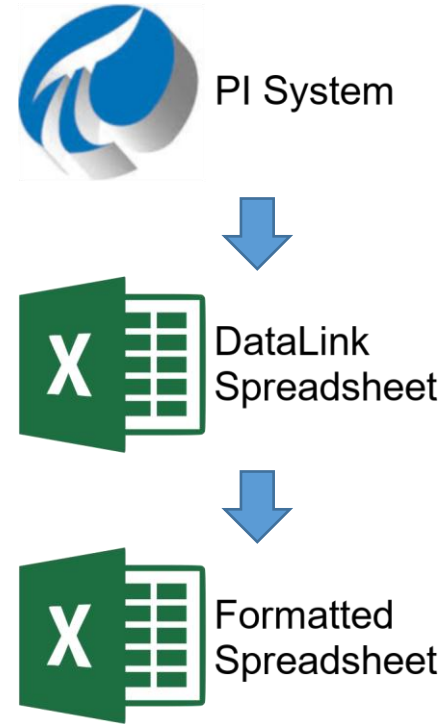 PI System
X
DataLink
Spreadsheet
X
Formatted
Spreadsheet